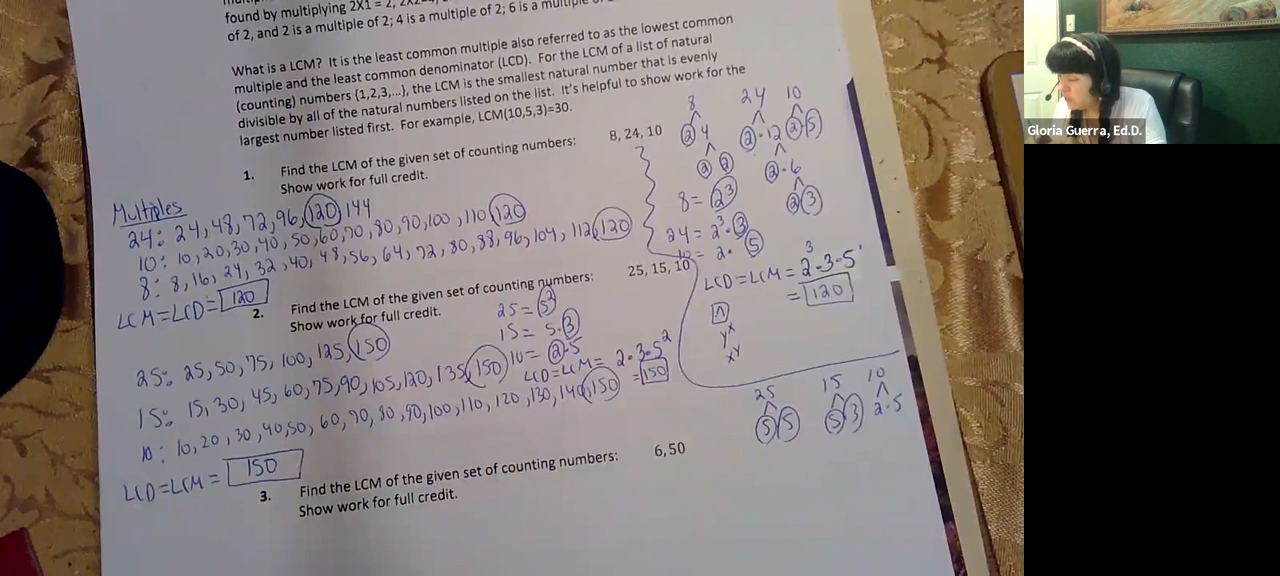 found by multiplying 2X1 = 2,
of 2, and 2 is a multiple of 2; 4 is a multiple of 2; 6 is a multiple
What is a LCM? It is the least common multiple also referred to as the lowest common
multiple and the least common denominator (LCD). For the LCM of a list of natural
(counting) numbers {1,2,3,...}, the LCM is the smallest natural number that is evenly
divisible by all of the natural numbers listed on the list. It's helpful to show work for the
largest number listed first. For example, LCM(10,5,3)=30.
1. Find the LCM of the given set of counting numbers: 8, 24, 10
Show work for full credit.
Multiples
24: 24, 48, 72, 96, 120, 144
10: 10, 20, 30, 40, 50, 60, 70, 80, 90, 100, 110, 120
8: 8, 16, 24, 32, 40, 48, 56, 64, 72, 80, 88, 96, 104, 112, 120
LCM = LCD = 120
8 24 10
2 4 2 · 12 2 5
2 2 2 · 6
2 3
8 = 2³
24 = 2³ · 3
10 = 2 · 5
LCD = LCM = 2³ · 3 · 5¹
= 120
^
yˣ
xʸ
2. Find the LCM of the given set of counting numbers: 25, 15, 10
Show work for full credit.
25 = 5²
15 = 5 · 3
10 = 2 · 5
LCD = LCM = 2 · 3 · 5²
= 150
25: 25, 50, 75, 100, 125, 150
15: 15, 30, 45, 60, 75, 90, 105, 120, 135, 150
10: 10, 20, 30, 40, 50, 60, 70, 80, 90, 100, 110, 120, 130, 140, 150
LCD = LCM = 150
25 15 10
5 5 5 3 2 · 5
3. Find the LCM of the given set of counting numbers: 6, 50
Show work for full credit.
Gloria Guerra, Ed.D.